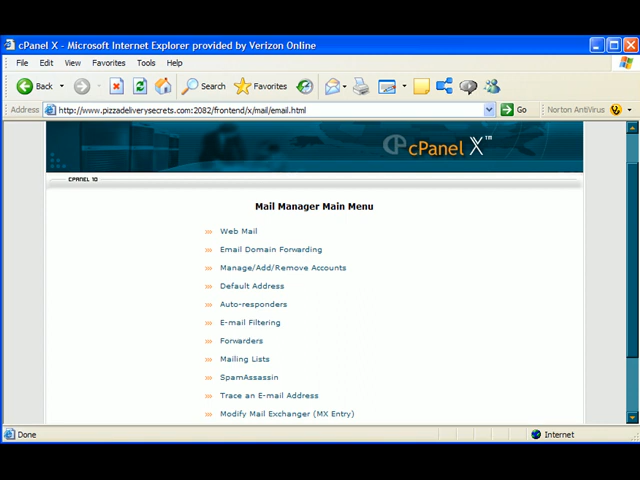 cPanel X - Microsoft Internet Explorer provided by Verizon Online
File Edit View Favorites Tools Help
Back Search Favorites
Address http://www.pizzadeliverysecrets.com:2082/frontend/x/mail/email.html Go Norton AntiVirus
cPanel X™
CPANEL 10
Mail Manager Main Menu
Web Mail
Email Domain Forwarding
Manage/Add/Remove Accounts
Default Address
Auto-responders
E-mail Filtering
Forwarders
Mailing Lists
SpamAssassin
Trace an E-mail Address
Modify Mail Exchanger (MX Entry)
Done Internet